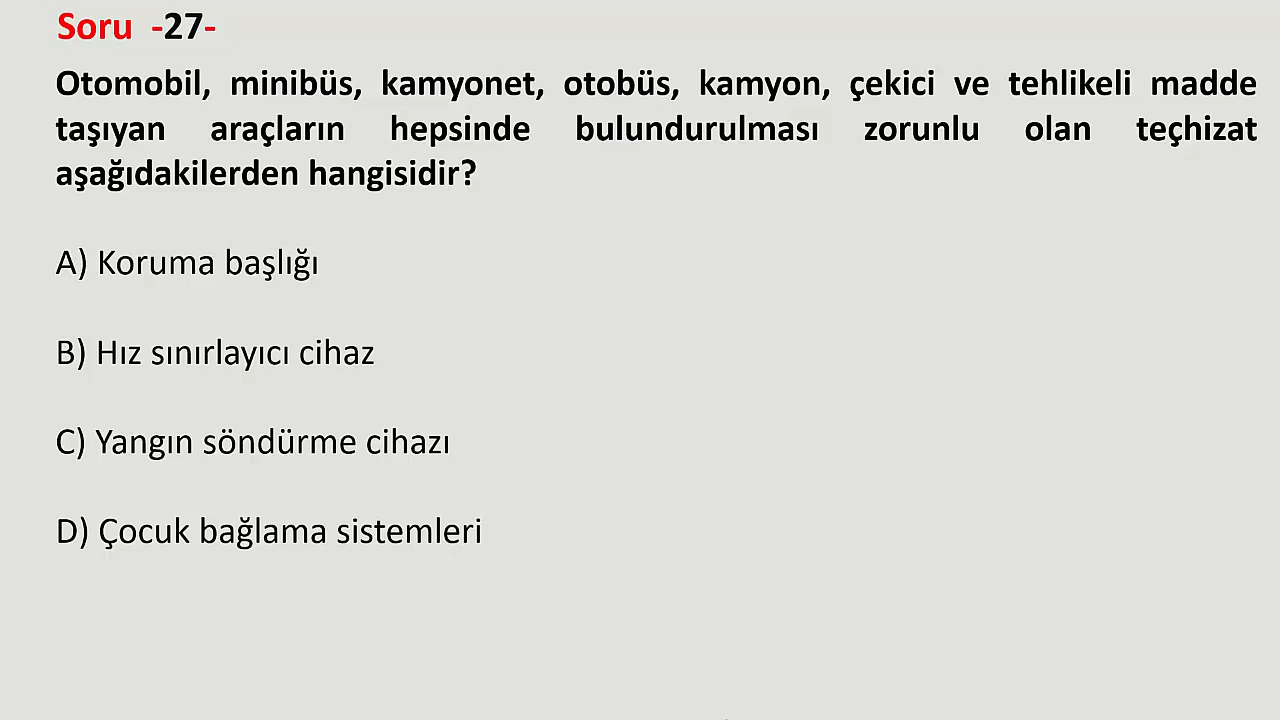 Soru -27-
Otomobil, minibüs, kamyonet, otobüs, kamyon, çekici ve tehlikeli madde
taşıyan araçların hepsinde bulundurulması zorunlu olan teçhizat
aşağıdakilerden hangisidir?
A) Koruma başlığı
B) Hız sınırlayıcı cihaz
C) Yangın söndürme cihazı
D) Çocuk bağlama sistemleri